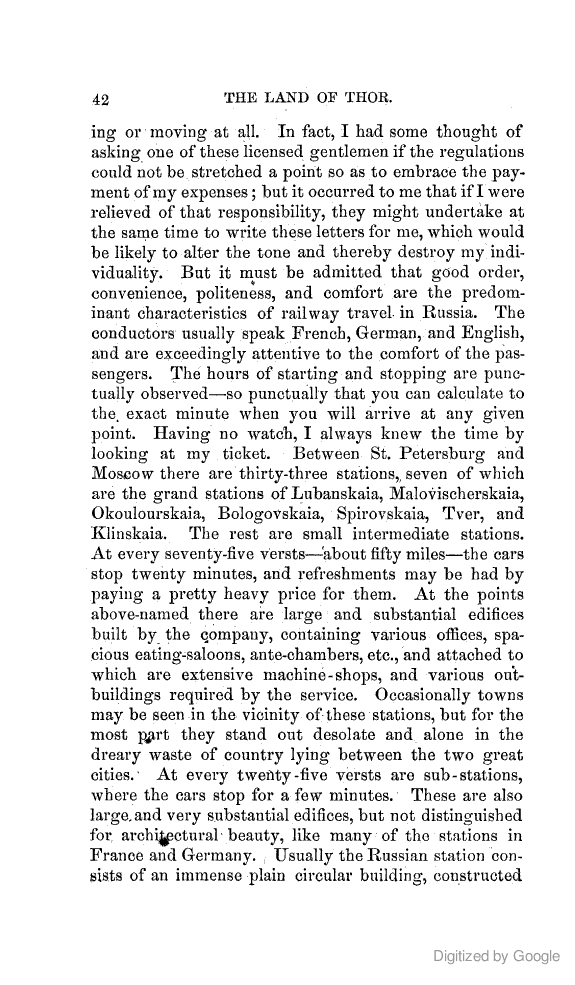 42 THE LAND OF THOR.
ing or moving at all. In fact, I had some thought of
asking one of these licensed gentlemen if the regulations
could not be stretched a point so as to embrace the pay-
ment of my expenses; but it occurred to me that if I were
relieved of that responsibility, they might undertake at
the same time to write these letters for me, which would
be likely to alter the tone and thereby destroy my indi-
viduality. But it must be admitted that good order,
convenience, politeness, and comfort are the predom-
inant characteristics of railway travel in Russia. The
conductors usually speak French, German, and English,
and are exceedingly attentive to the comfort of the pas-
sengers. The hours of starting and stopping are punc-
tually observed—so punctually that you can calculate to
the exact minute when you will arrive at any given
point. Having no watch, I always knew the time by
looking at my ticket. Between St. Petersburg and
Moscow there are thirty-three stations, seven of which
are the grand stations of Lubanskaia, Malovischerskaia,
Okoulourskaia, Bologovskaia, Spirovskaia, Tver, and
Klinskaia. The rest are small intermediate stations.
At every seventy-five versts—about fifty miles—the cars
stop twenty minutes, and refreshments may be had by
paying a pretty heavy price for them. At the points
above-named there are large and substantial edifices
built by the company, containing various offices, spa-
cious eating-saloons, ante-chambers, etc., and attached to
which are extensive machine-shops, and various out-
buildings required by the service. Occasionally towns
may be seen in the vicinity of these stations, but for the
most part they stand out desolate and alone in the
dreary waste of country lying between the two great
cities. At every twenty-five versts are sub-stations,
where the cars stop for a few minutes. These are also
large and very substantial edifices, but not distinguished
for architectural beauty, like many of the stations in
France and Germany. Usually the Russian station con-
sists of an immense plain circular building, constructed
Digitized by Google